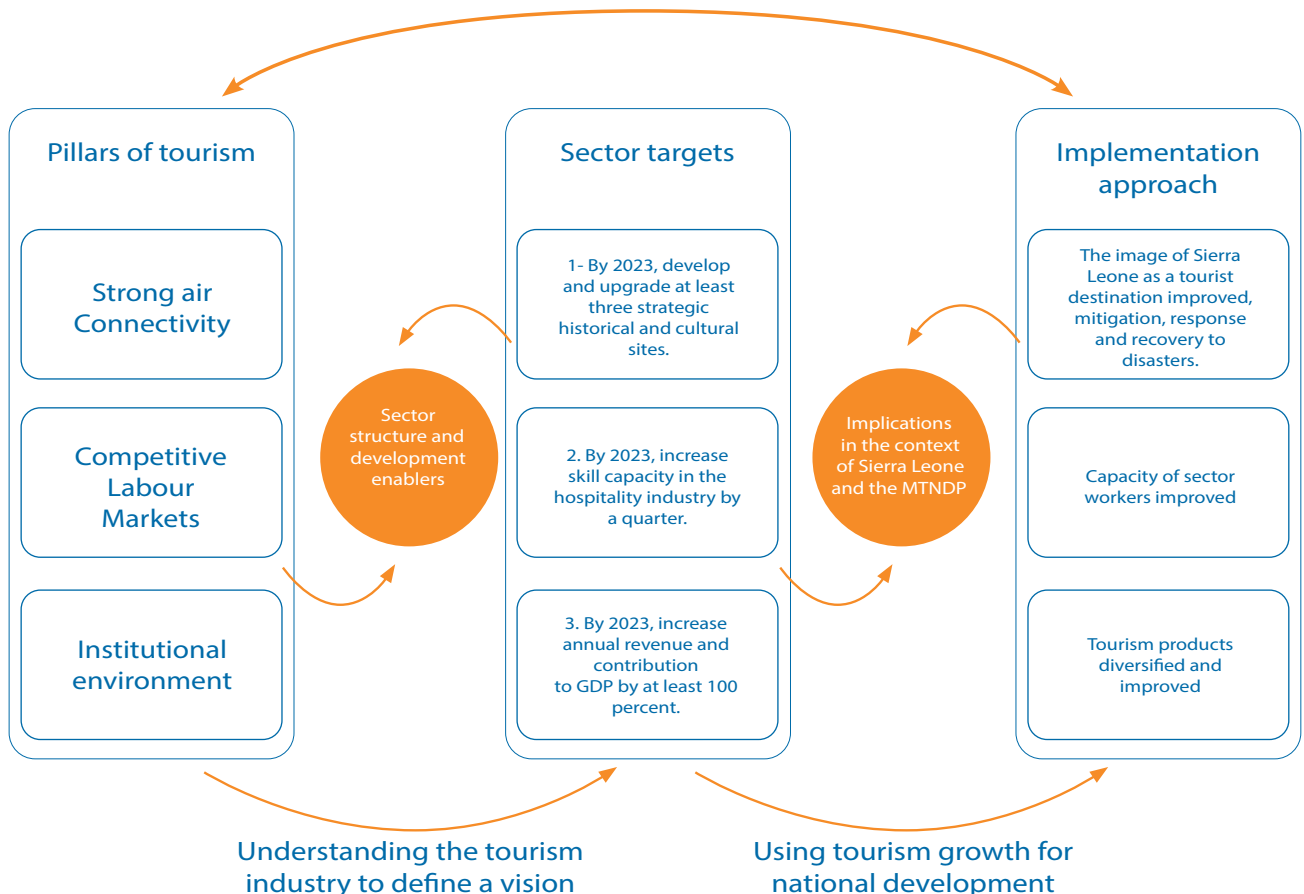 Pillars of tourism
Strong air
Connectivity
Competitive
Labour
Markets
Institutional
environment
Sector
structure and
development
enablers
Sector targets
1- By 2023, develop
and upgrade at least
three strategic
historical and cultural
sites.
2. By 2023, increase
skill capacity in the
hospitality industry by
a quarter.
3. By 2023, increase
annual revenue and
contribution
to GDP by at least 100
percent.
Implications
in the context
of Sierra Leone
and the MTNDP
Implementation
approach
The image of Sierra
Leone as a tourist
destination improved,
mitigation, response
and recovery to
disasters.
Capacity of sector
workers improved
Tourism products
diversified and
improved
Understanding the tourism
industry to define a vision
Using tourism growth for
national development